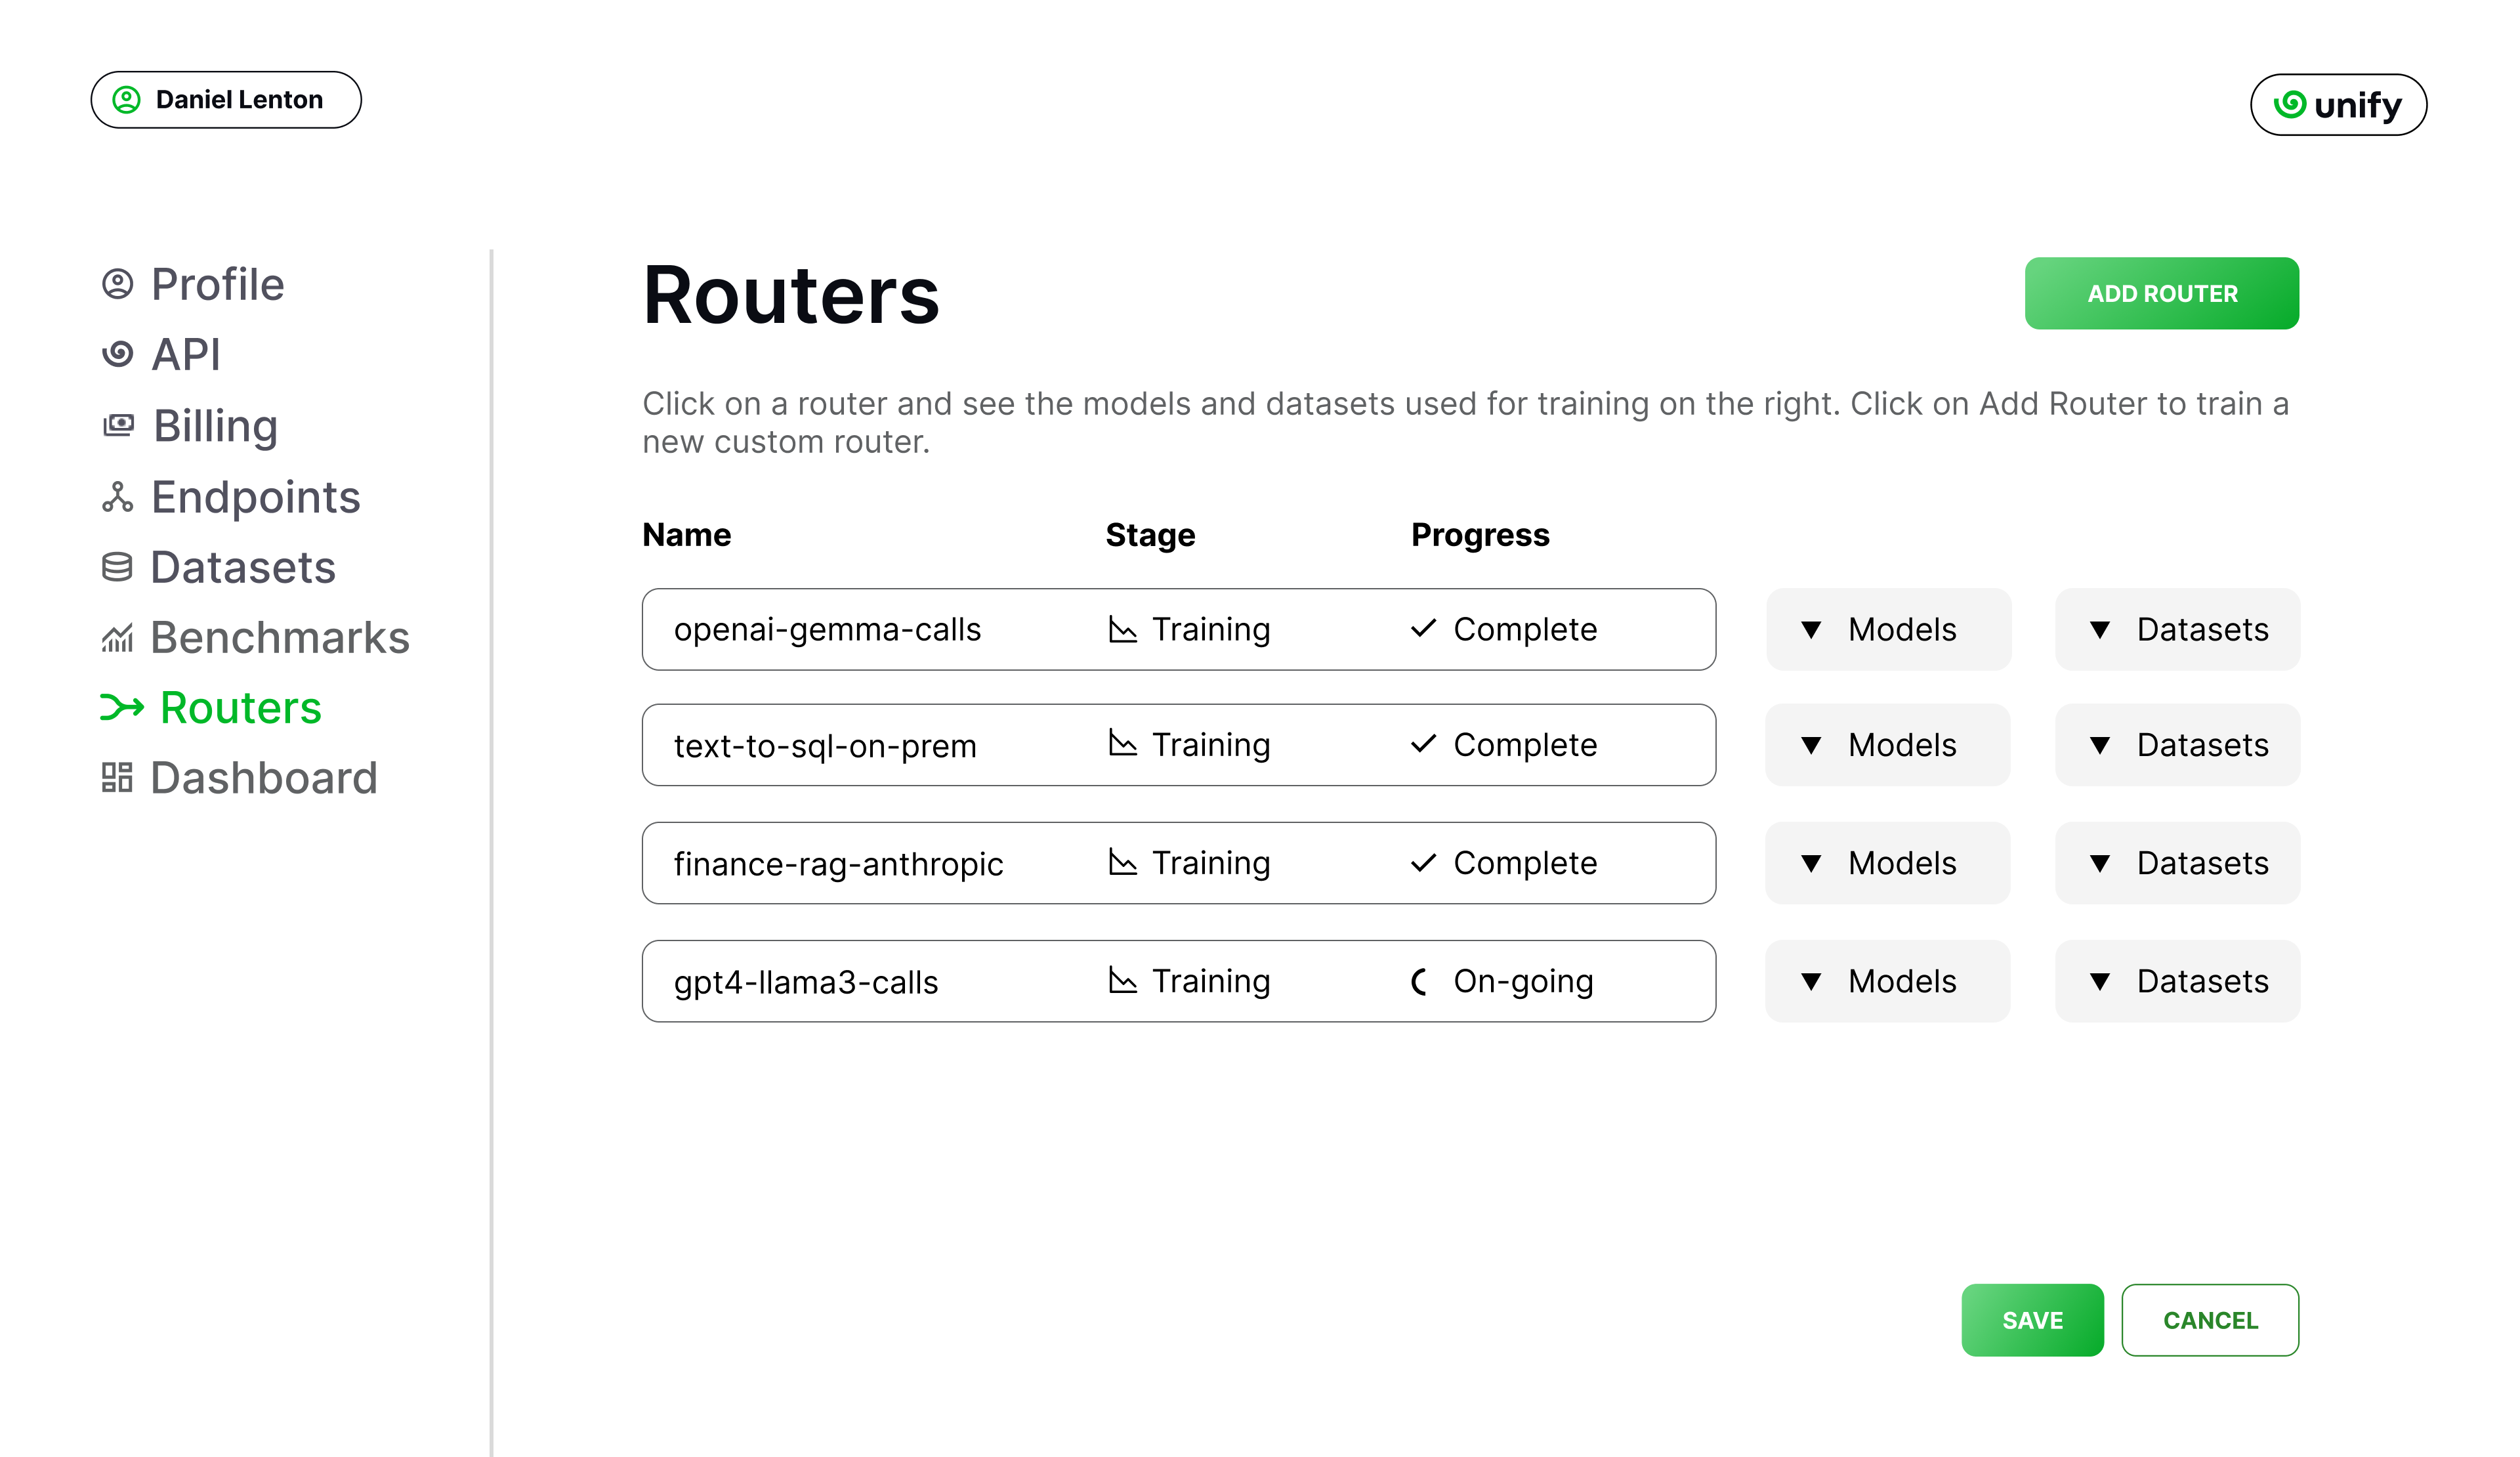 Daniel Lenton
unify
Profile
API
Billing
Endpoints
Datasets
Benchmarks
Routers
Dashboard
Routers
ADD ROUTER
Click on a router and see the models and datasets used for training on the right. Click on Add Router to train a
new custom router.
Name Stage Progress
openai-gemma-calls Training Complete Models Datasets
text-to-sql-on-prem Training Complete Models Datasets
finance-rag-anthropic Training Complete Models Datasets
gpt4-llama3-calls Training On-going Models Datasets
SAVE CANCEL